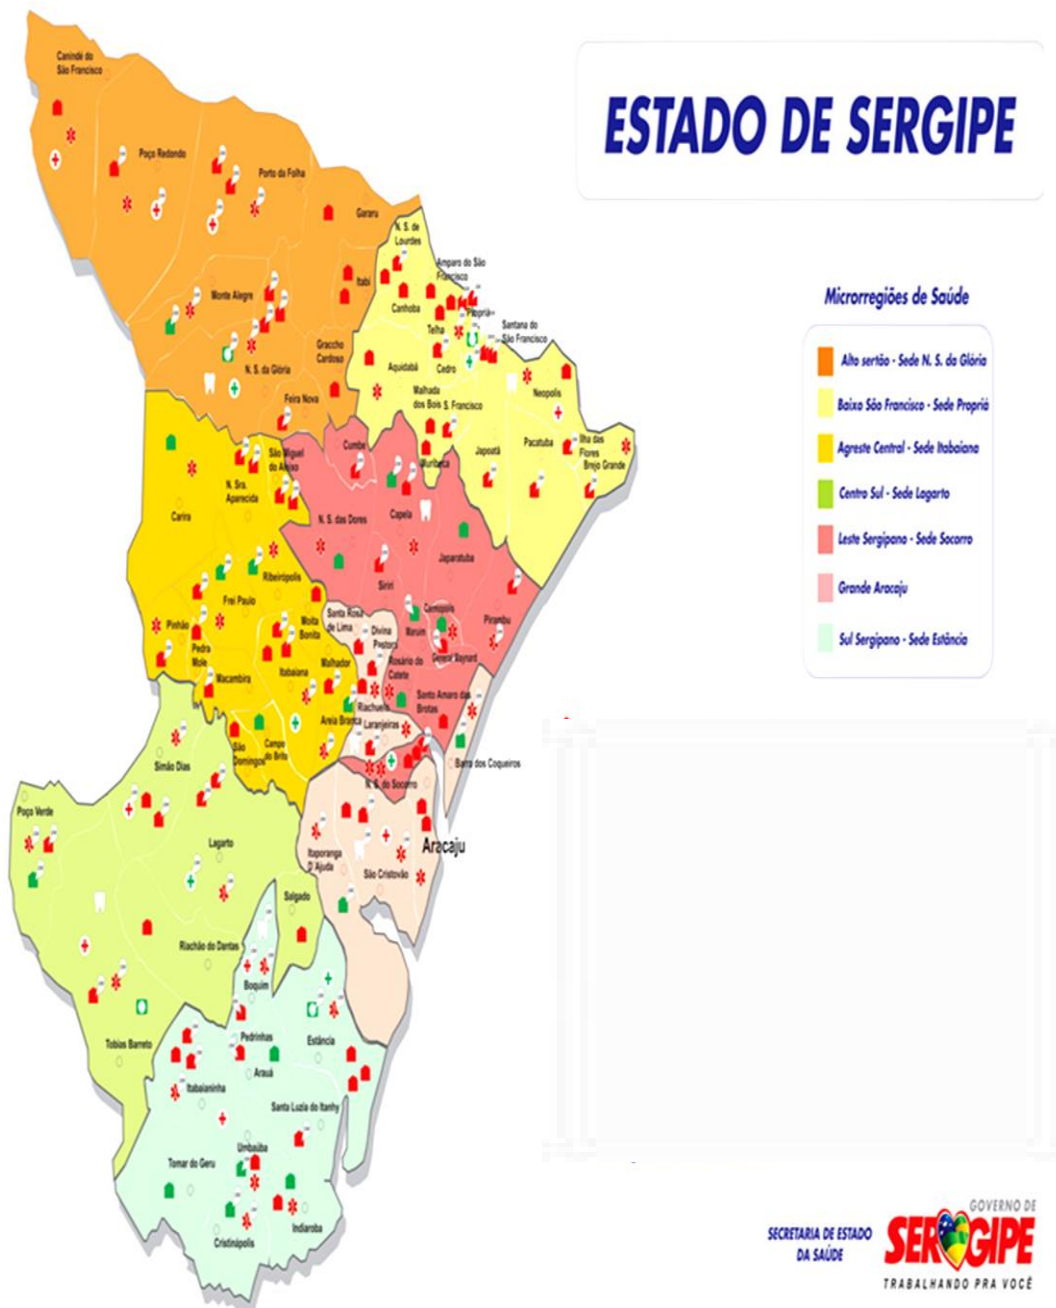 ESTADO DE SERGIPE
Microrregiões de Saúde
Alto sertão - Sede N. S. da Glória
Baixo São Francisco - Sede Propriá
Agreste Central - Sede Itabaiana
Centro Sul - Sede Lagarto
Leste Sergipano - Sede Socorro
Grande Aracaju
Sul Sergipano - Sede Estância
Canindé do
São Francisco
Poço Redondo
Porto da Folha
Gararu
N. S. de
Lourdes
Amparo do São
Francisco
Itabi
Monte Alegre
Canhoba
Propriá
Telha
Santana do
São Francisco
Graccho
Cardoso
N. S. da Glória
Aquidabã
Cedro
Neopolis
Feira Nova
Malhada
dos Bois
S. Francisco
Cumbe
São Miguel
do Aleixo
Muribeca
Japoatã
Pacatuba
Ilha das
Flores
Brejo Grande
N. Sra.
Aparecida
Carira
N. S. das Dores
Capela
Japaratuba
Ribeirópolis
Siriri
Frei Paulo
Carmópolis
Pirambu
Santa Rosa
de Lima
Maruim
Pinhão
Moita
Bonita
Divina
Pastora
General Maynard
Pedra
Mole
Malhador
Rosário do
Catete
Macambira
Itabaiana
Santo Amaro das
Brotas
Riachuelo
Areia Branca
Laranjeiras
São
Domingos
Campo
do Brito
Barra dos Coqueiros
Simão Dias
N. S. do Socorro
Poço Verde
Lagarto
Aracaju
Itaporanga
D'Ajuda
São Cristovão
Salgado
Riachão do Dantas
Boquim
Pedrinhas
Estância
Tobias Barreto
Arauá
Itabaianinha
Santa Luzia do Itanhy
Umbaúba
Tomar do Geru
Indiaroba
Cristinápolis
SECRETARIA DE ESTADO
DA SAÚDE
GOVERNO DE
SERGIPE
TRABALHANDO PRA VOCÊ